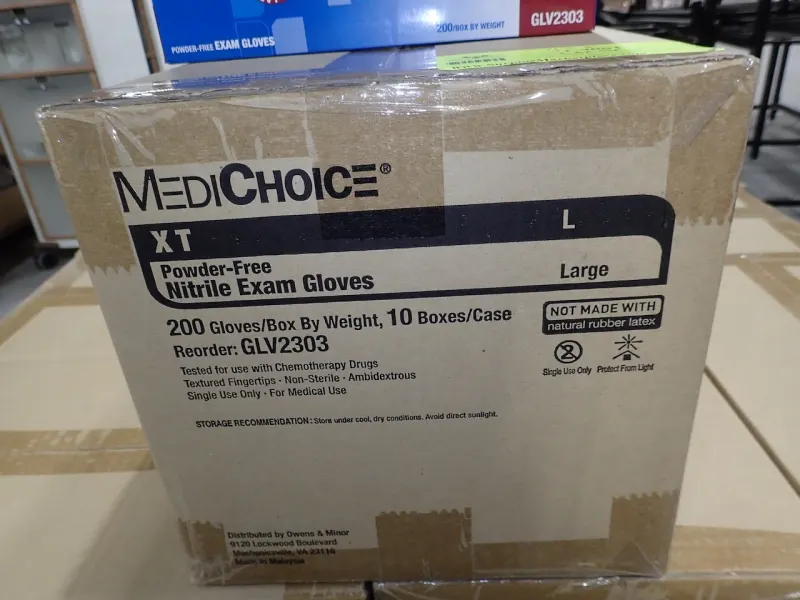 POWDER-FREE EXAM GLOVES
200/BOX BY WEIGHT
GLV2303
MEDICHOICE®
XT
L
Powder-Free
Nitrile Exam Gloves
Large
200 Gloves/Box By Weight, 10 Boxes/Case
Reorder: GLV2303
NOT MADE WITH
natural rubber latex
Tested for use with Chemotherapy Drugs
Textured Fingertips · Non-Sterile · Ambidextrous
Single Use Only · For Medical Use
2
Single Use Only
Protect From Light
STORAGE RECOMMENDATION: Store under cool, dry conditions. Avoid direct sunlight.
Distributed by Owens & Minor
9120 Lockwood Boulevard
Mechanicsville, VA 23116
Made in Malaysia